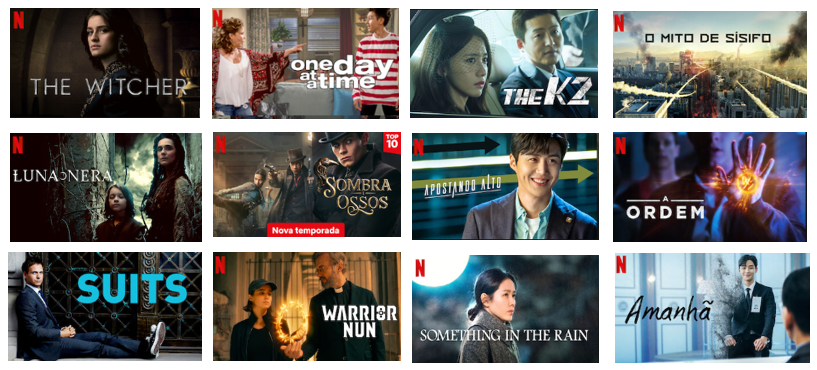 N
THE WITCHER
N
one day
at a
a time
THE K2
N
O MITO DE SÍSIFO
N
LUNA NERA
N
TOP
10
SOMBRA
E
OSSOS
Nova temporada
N
APOSTANDO ALTO
N
A
ORDEM
SUITS
N
WARRIOR
NUN
N
SOMETHING IN THE RAIN
N
Amanhã